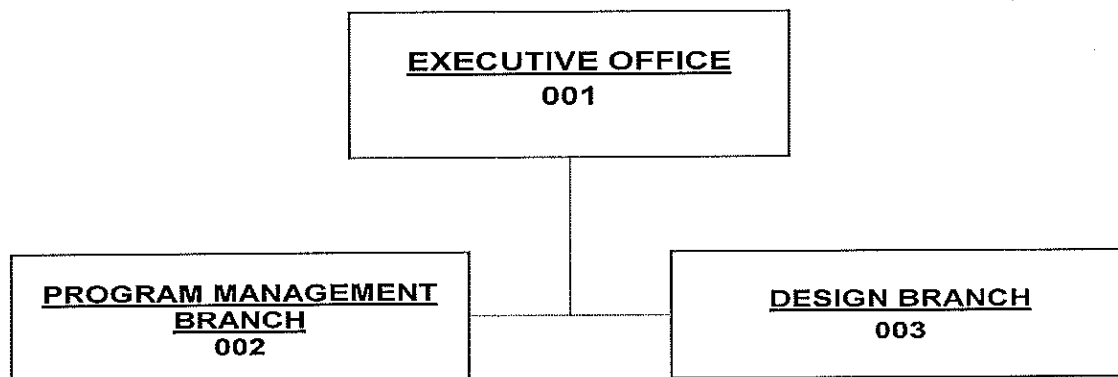 EXECUTIVE OFFICE
001
PROGRAM MANAGEMENT
BRANCH
002
DESIGN BRANCH
003